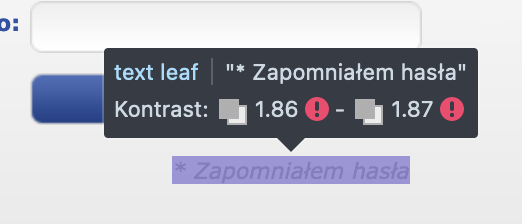 o:
text leaf "* Zapomniałem hasła"
Kontrast: 1.86 ! - 1.87 !
* Zapomniałem hasła